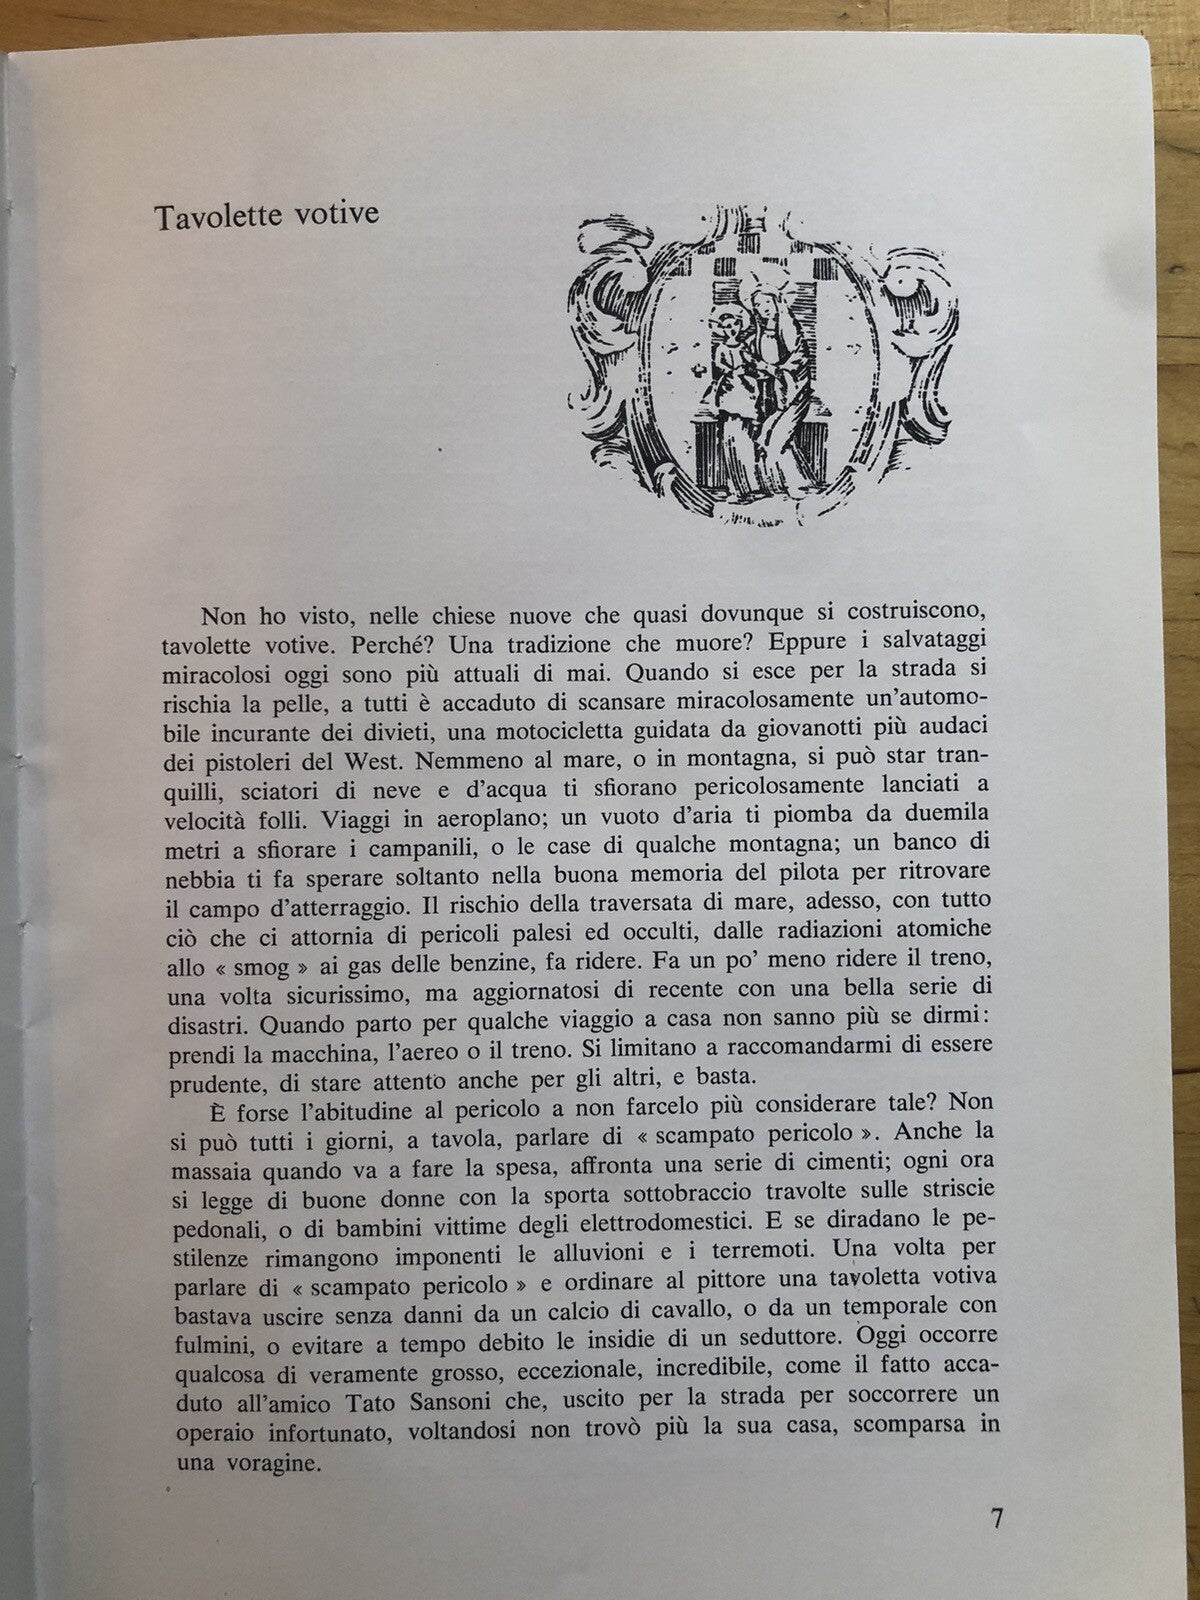 Tavolette votive
Non ho visto, nelle chiese nuove che quasi dovunque si costruiscono,
tavolette votive. Perché? Una tradizione che muore? Eppure i salvataggi
miracolosi oggi sono più attuali di mai. Quando si esce per la strada si
rischia la pelle, a tutti è accaduto di scansare miracolosamente un'automo-
bile incurante dei divieti, una motocicletta guidata da giovanotti più audaci
dei pistoleri del West. Nemmeno al mare, o in montagna, si può star tran-
quilli, sciatori di neve e d'acqua ti sfiorano pericolosamente lanciati a
velocità folli. Viaggi in aeroplano; un vuoto d'aria ti piomba da duemila
metri a sfiorare i campanili, o le case di qualche montagna; un banco di
nebbia ti fa sperare soltanto nella buona memoria del pilota per ritrovare
il campo d'atterraggio. Il rischio della traversata di mare, adesso, con tutto
ciò che ci attornia di pericoli palesi ed occulti, dalle radiazioni atomiche
allo « smog » ai gas delle benzine, fa ridere. Fa un po' meno ridere il treno,
una volta sicurissimo, ma aggiornatosi di recente con una bella serie di
disastri. Quando parto per qualche viaggio a casa non sanno più se dirmi:
prendi la macchina, l'aereo o il treno. Si limitano a raccomandarmi di essere
prudente, di stare attento anche per gli altri, e basta.
È forse l'abitudine al pericolo a non farcelo più considerare tale? Non
si può tutti i giorni, a tavola, parlare di « scampato pericolo ». Anche la
massaia quando va a fare la spesa, affronta una serie di cimenti; ogni ora
si legge di buone donne con la sporta sottobraccio travolte sulle striscie
pedonali, o di bambini vittime degli elettrodomestici. E se diradano le pe-
stilenze rimangono imponenti le alluvioni e i terremoti. Una volta per
parlare di « scampato pericolo » e ordinare al pittore una tavoletta votiva
bastava uscire senza danni da un calcio di cavallo, o da un temporale con
fulmini, o evitare a tempo debito le insidie di un seduttore. Oggi occorre
qualcosa di veramente grosso, eccezionale, incredibile, come il fatto acca-
duto all'amico Tato Sansoni che, uscito per la strada per soccorrere un
operaio infortunato, voltandosi non trovò più la sua casa, scomparsa in
una voragine.
7